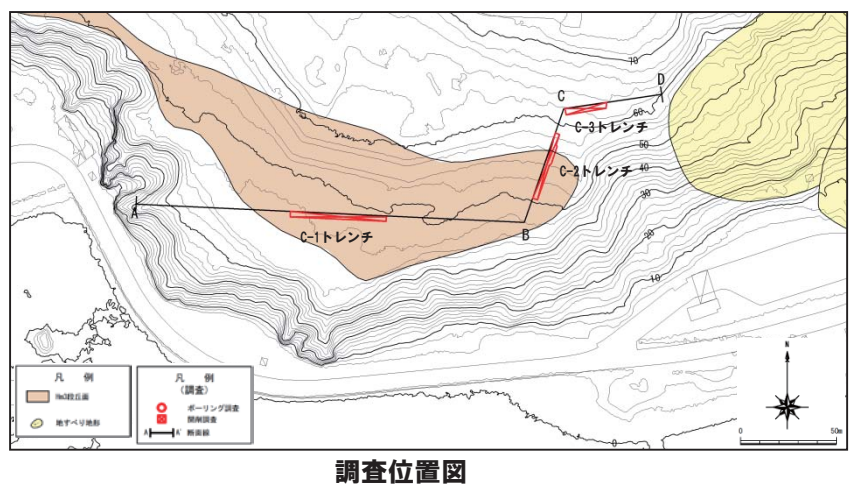 70
D
C
60
C-3トレンチ
50
C-2トレンチ
40
30
A
C-1トレンチ
B
20
10
N
凡 例
Hm3段丘面
地すべり地形
凡 例
(調査)
ボーリング調査
開削調査
A A' 断面線
0
0 50m
調査位置図